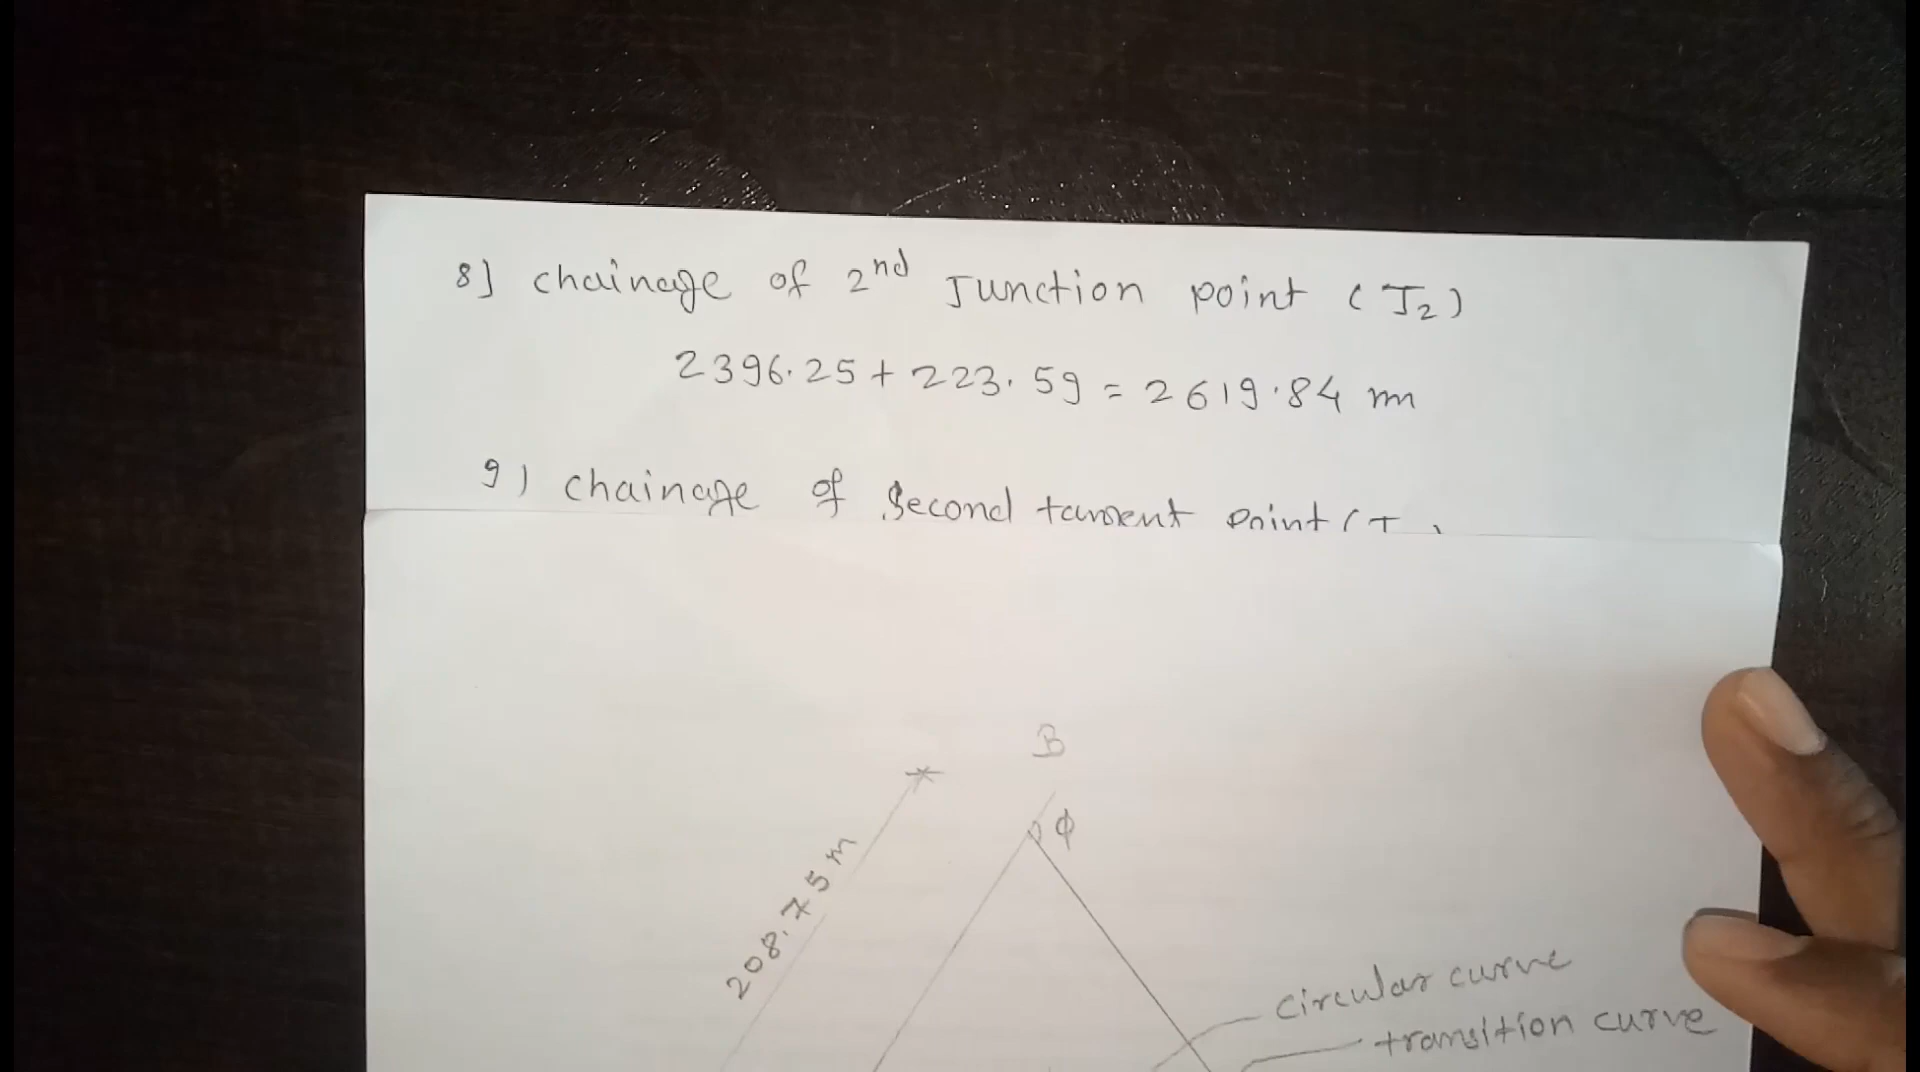 8] chainage of 2nd Junction point (J2)
2396.25 + 223.59 = 2619.84 m
9) chainage of Second tangent point (T
B
ϕ
208.75 m
circular curve
transition curve